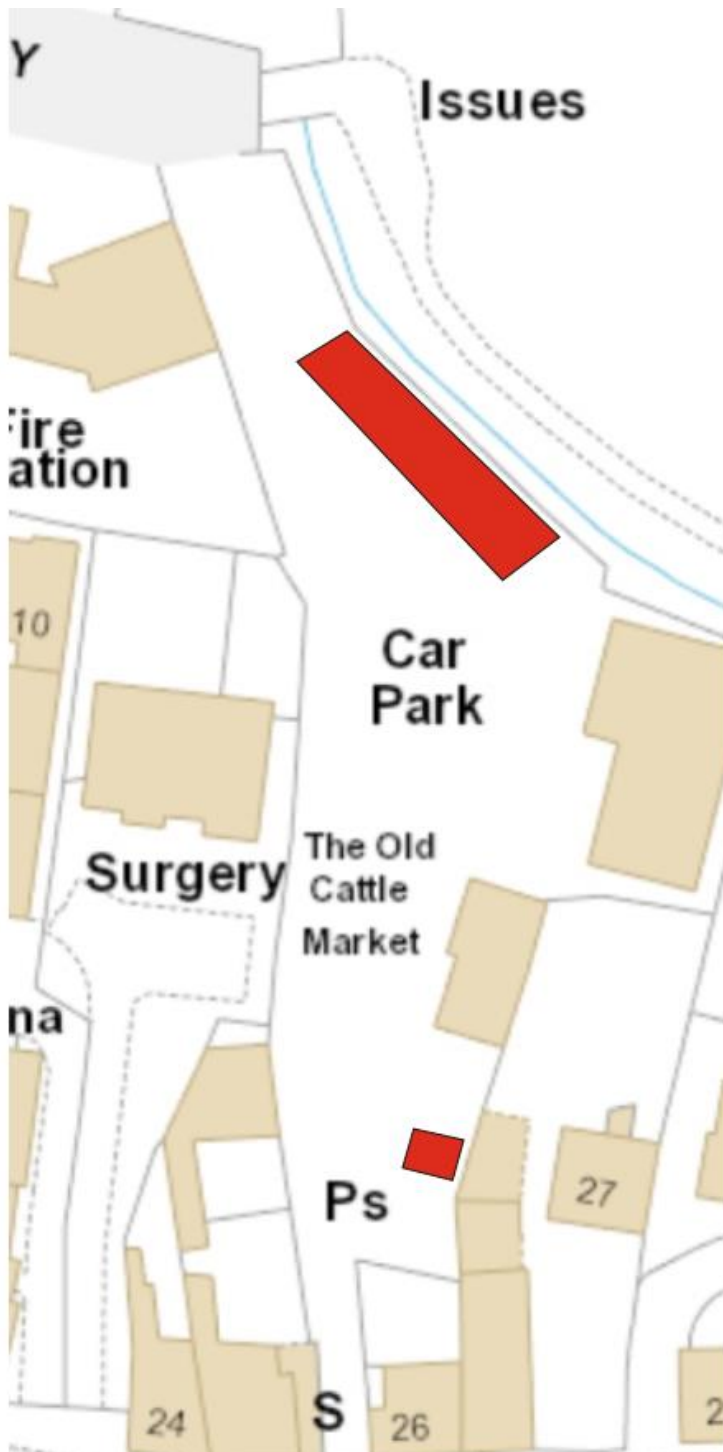 Y
Issues
Fire
ation
10
Car
Park
The Old
Cattle
Market
Surgery
na
27
Ps
24
S
26
2